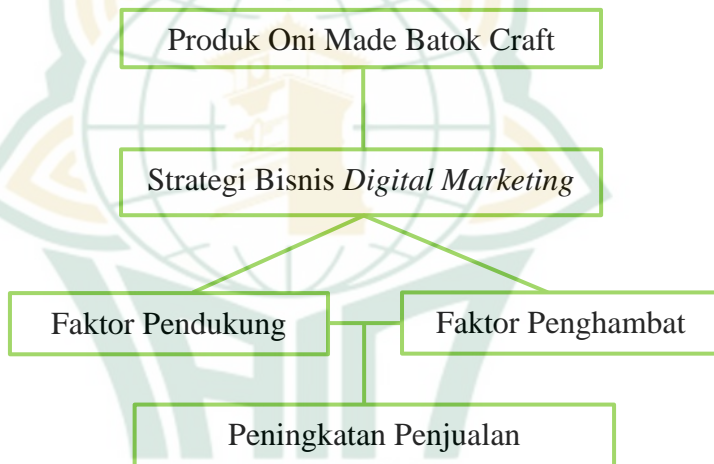 Produk Oni Made Batok Craft
Strategi Bisnis Digital Marketing
Faktor Pendukung
Faktor Penghambat
Peningkatan Penjualan